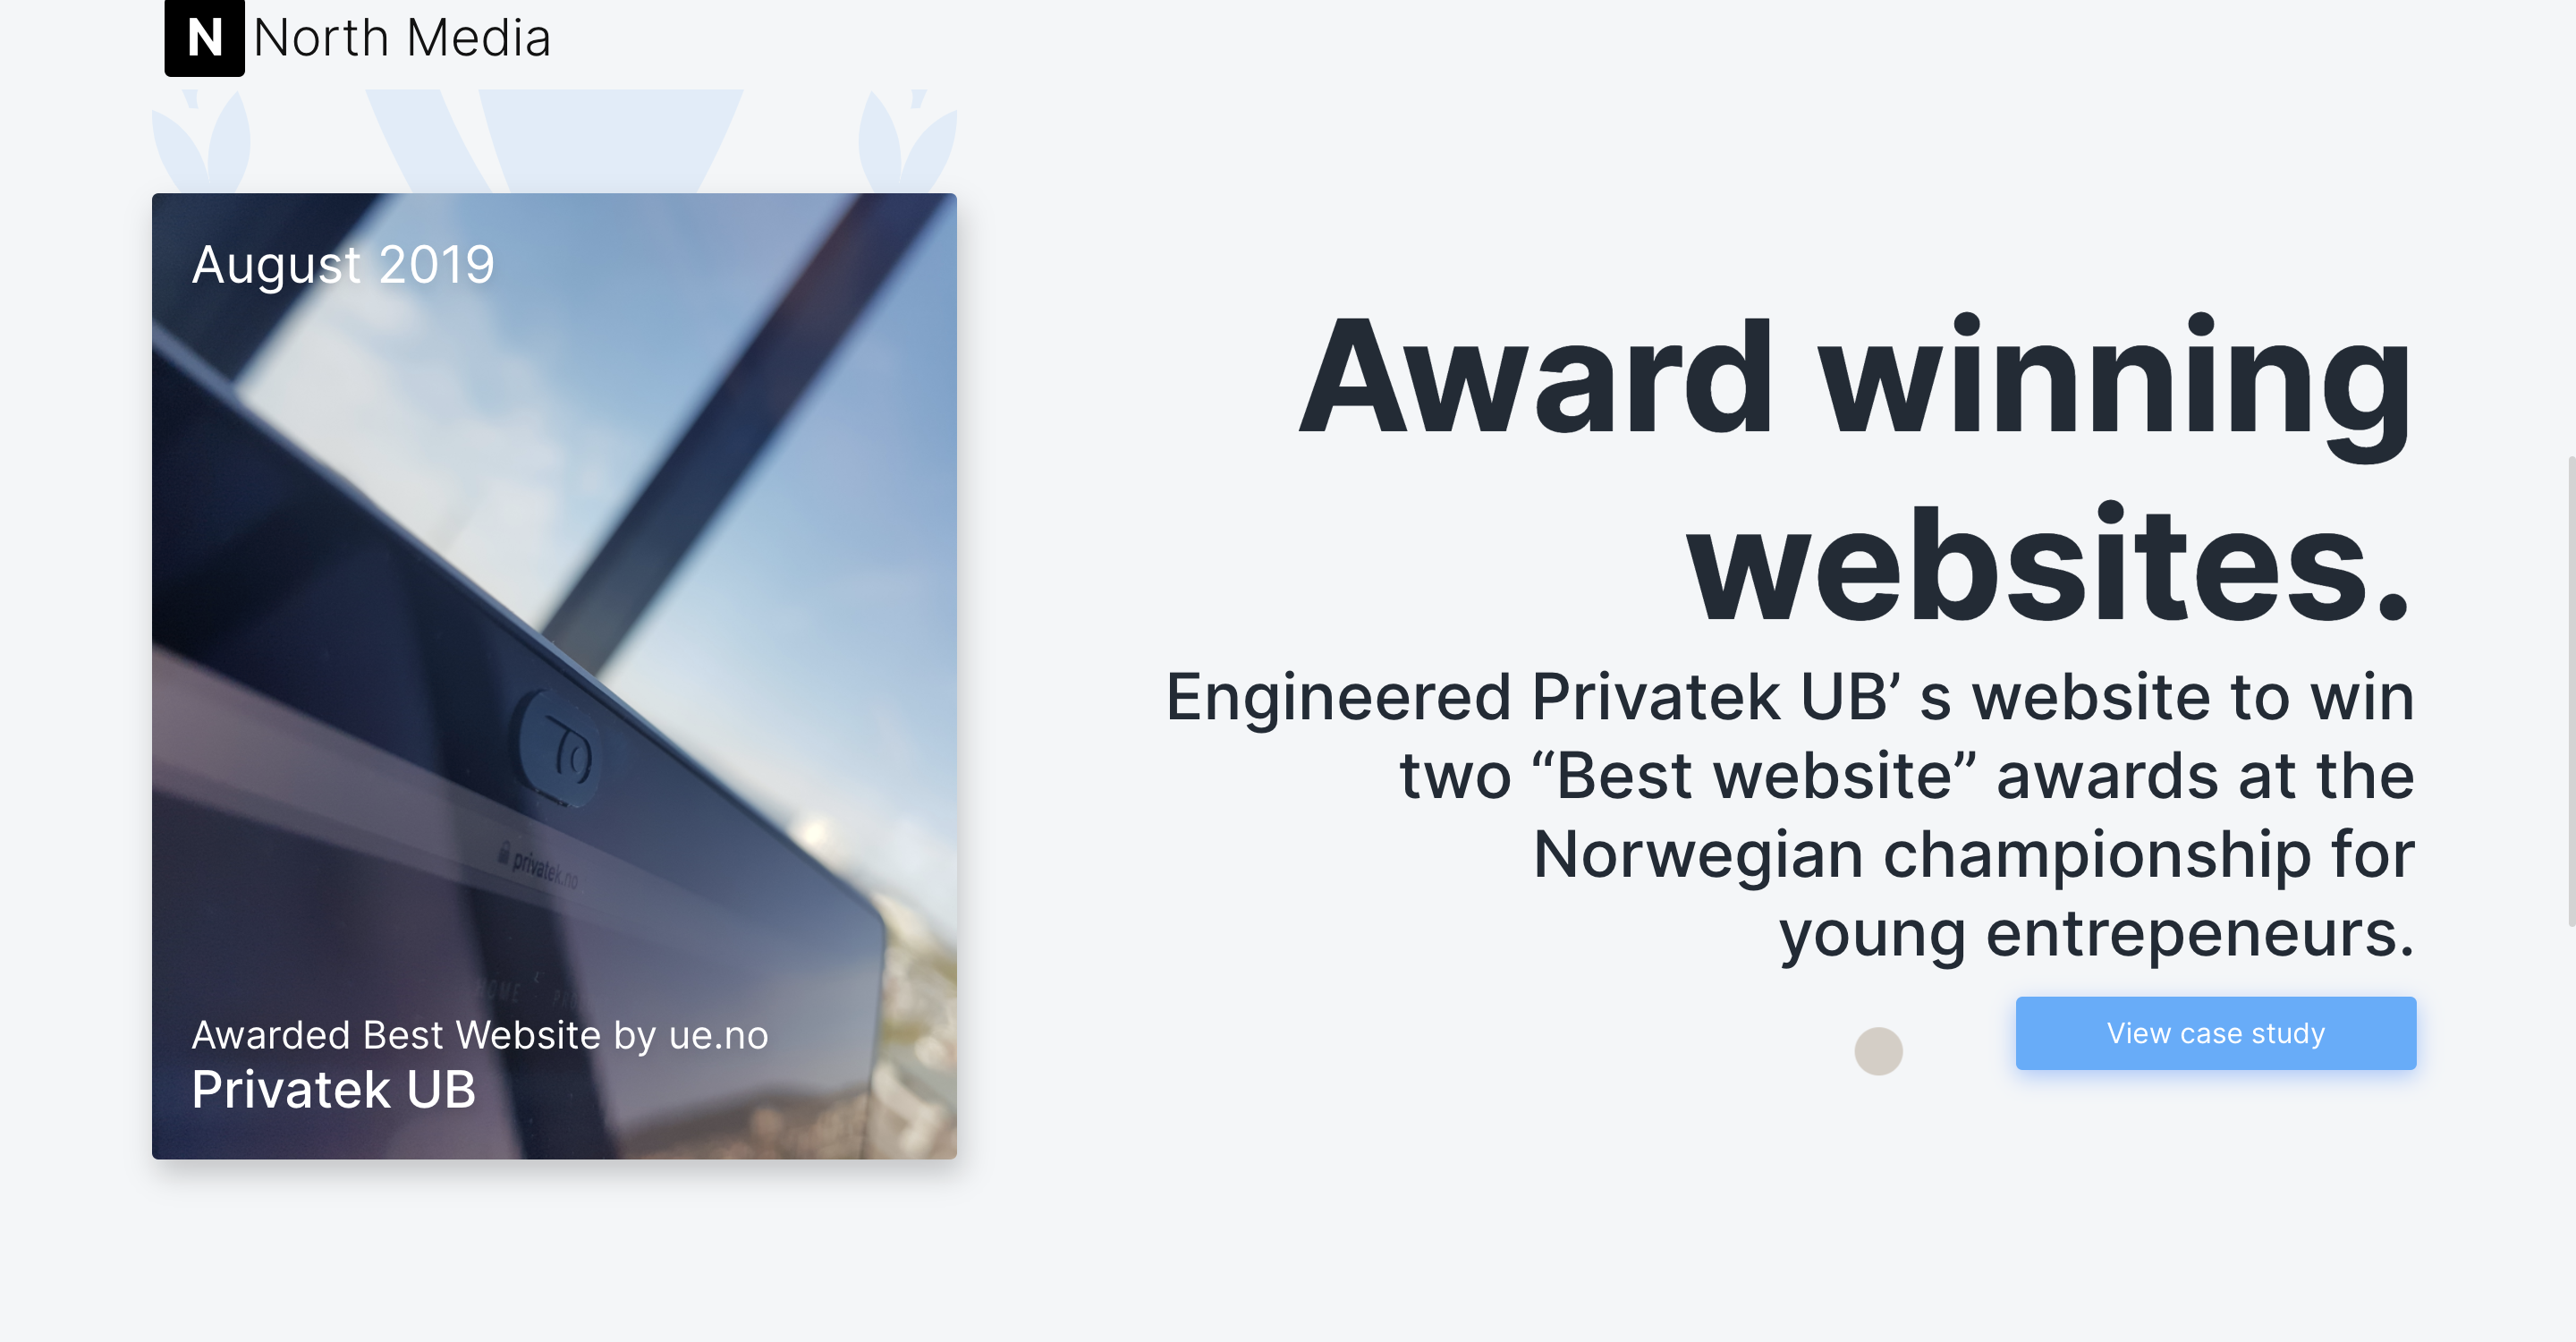 N North Media
August 2019
privatek.no
Awarded Best Website by ue.no
Privatek UB
Award winning
websites.
Engineered Privatek UB’ s website to win
two “Best website” awards at the
Norwegian championship for
young entrepeneurs.
View case study